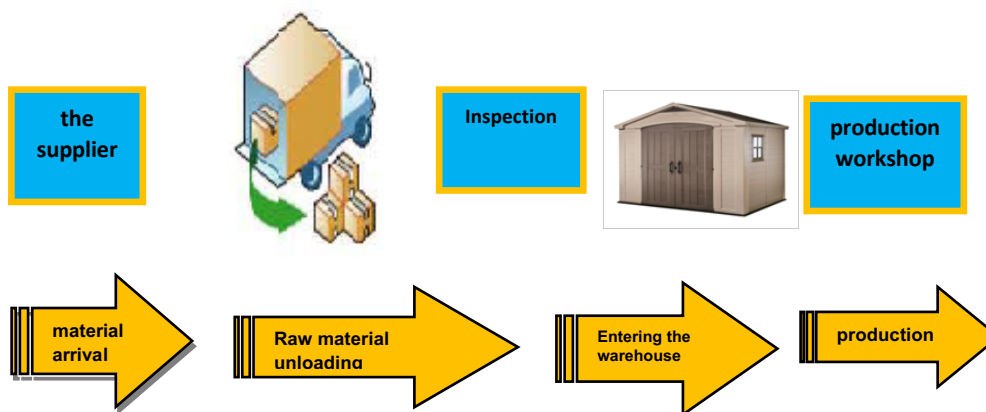 the
supplier
Inspection
production
workshop
material
arrival
Raw material
unloading
Entering the
warehouse
production